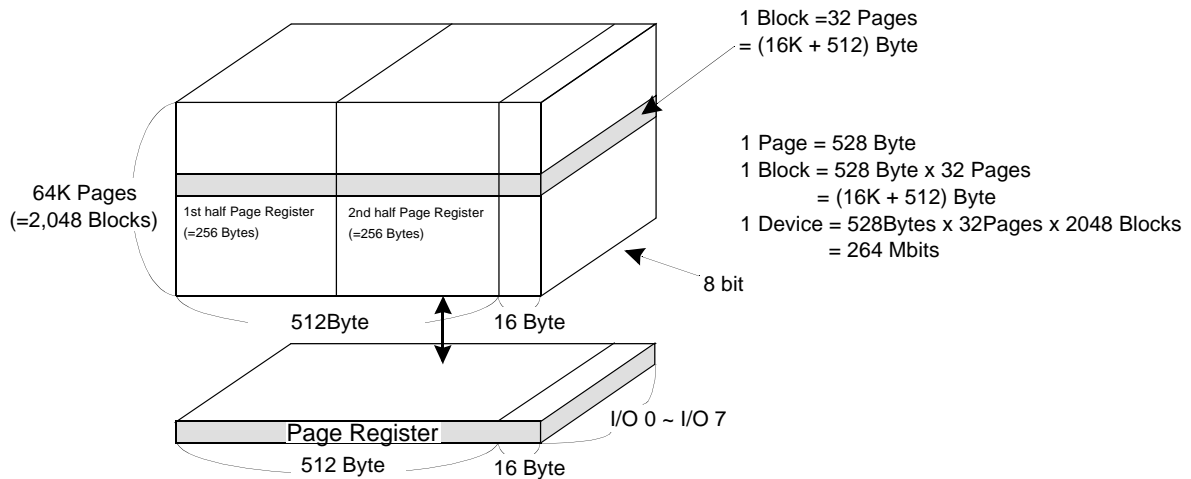 1 Block =32 Pages
= (16K + 512) Byte
1 Page = 528 Byte
1 Block = 528 Byte x 32 Pages
= (16K + 512) Byte
1 Device = 528Bytes x 32Pages x 2048 Blocks
= 264 Mbits
64K Pages
(=2,048 Blocks)
1st half Page Register
(=256 Bytes)
2nd half Page Register
(=256 Bytes)
8 bit
512Byte
16 Byte
I/O 0 ~ I/O 7
Page Register
512 Byte
16 Byte